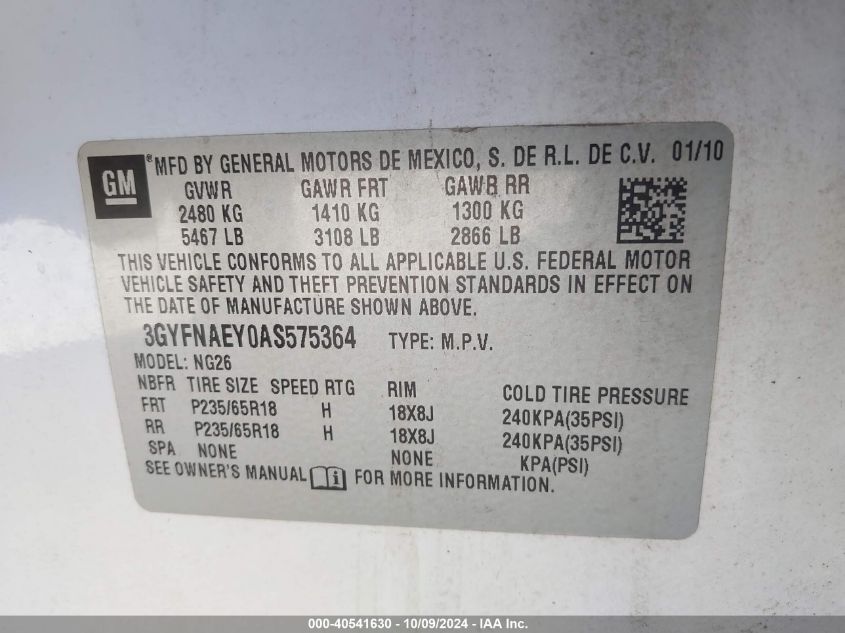 GM
®MFD BY GENERAL MOTORS DE MEXICO, S. DE R.L. DE C.V. 01/10
GVWR GAWR FRT GAWR RR
2480 KG 1410 KG 1300 KG
5467 LB 3108 LB 2866 LB
THIS VEHICLE CONFORMS TO ALL APPLICABLE U.S. FEDERAL MOTOR
VEHICLE SAFETY AND THEFT PREVENTION STANDARDS IN EFFECT ON
THE DATE OF MANUFACTURE SHOWN ABOVE.
3GYFNAEY0AS575364 TYPE: M.P.V.
MODEL: NG26
NBFR TIRE SIZE SPEED RTG RIM COLD TIRE PRESSURE
FRT P235/65R18 H 18X8J 240KPA(35PSI)
RR P235/65R18 H 18X8J 240KPA(35PSI)
SPA NONE NONE KPA(PSI)
SEE OWNER'S MANUAL i FOR MORE INFORMATION.
000-40541630 - 10/09/2024 - IAA Inc.